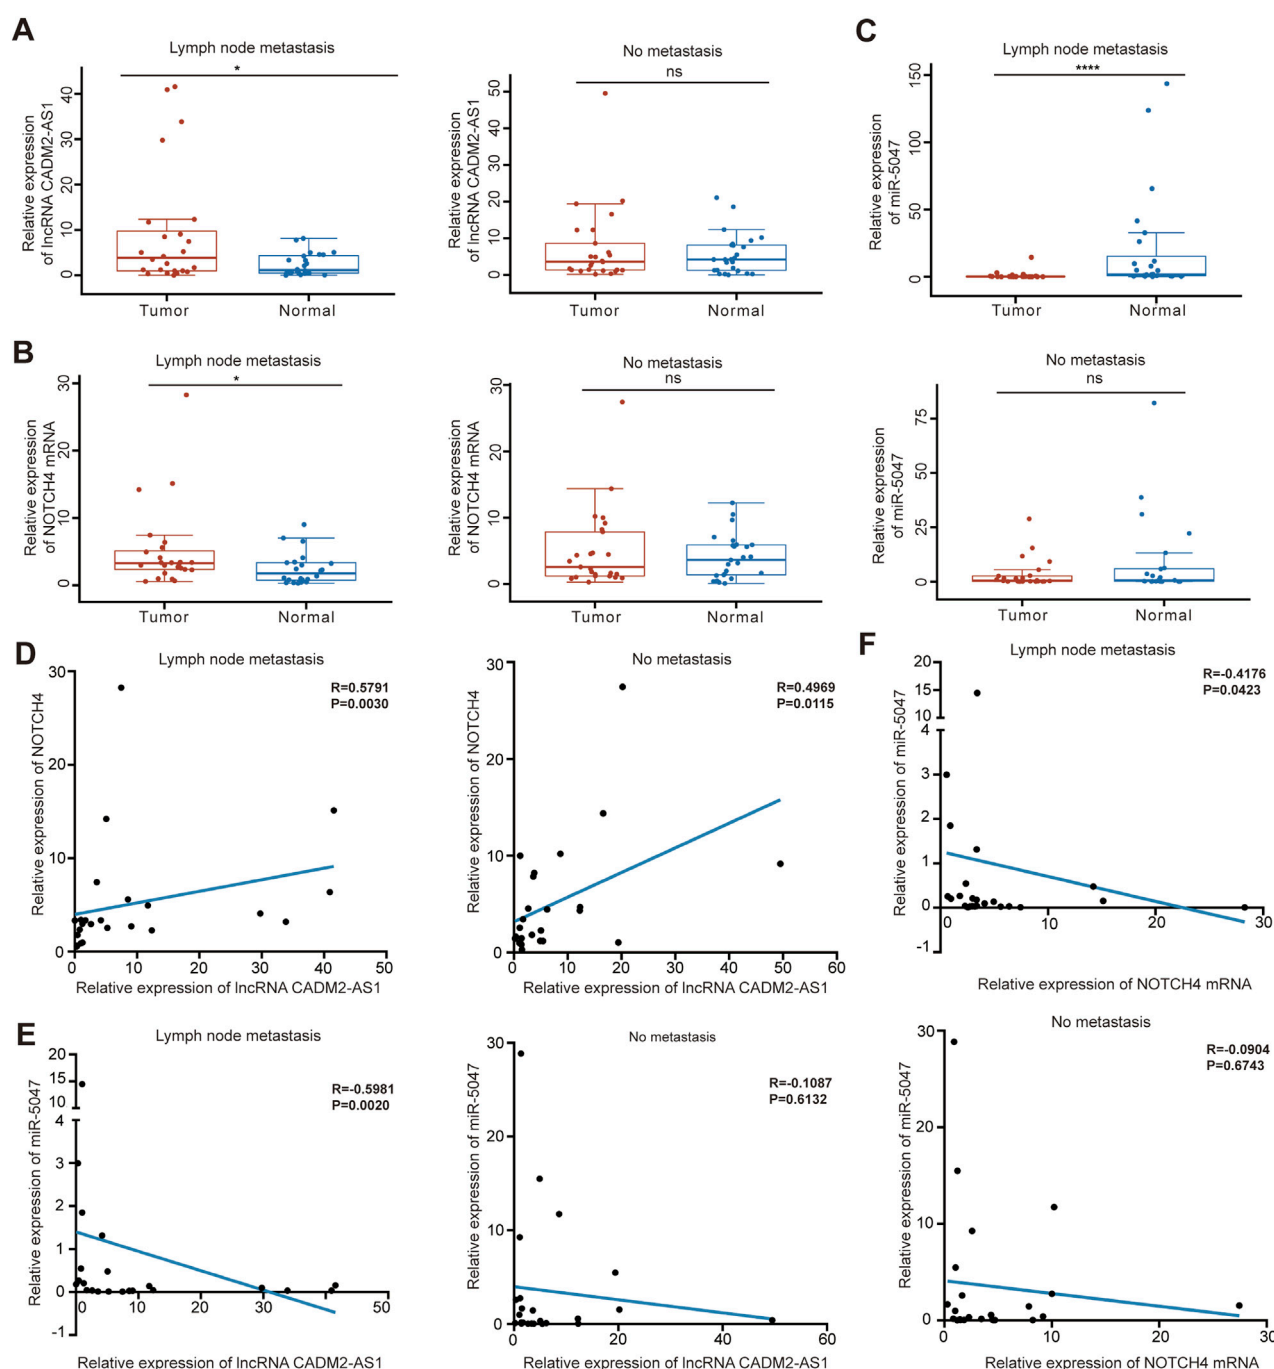 A
Lymph node metastasis
*
Relative expression
of lncRNA CADM2-AS1
40
30
20
10
0
Tumor
Normal
No metastasis
ns
Relative expression
of lncRNA CADM2-AS1
50
40
30
20
10
0
Tumor
Normal
C
Lymph node metastasis
****
Relative expression
of miR-5047
150
100
50
0
Tumor
Normal
B
Lymph node metastasis
*
Relative expression
of NOTCH4 mRNA
30
20
10
0
Tumor
Normal
No metastasis
ns
Relative expression
of NOTCH4 mRNA
30
20
10
0
Tumor
Normal
No metastasis
ns
Relative expression
of miR-5047
75
50
25
0
Tumor
Normal
D
Lymph node metastasis
R=0.5791
P=0.0030
Relative expression of NOTCH4
30
20
10
0
0 10 20 30 40 50
Relative expression of lncRNA CADM2-AS1
No metastasis
R=0.4969
P=0.0115
Relative expression of NOTCH4
30
20
10
0
0 10 20 30 40 50 60
Relative expression of lncRNA CADM2-AS1
F
Lymph node metastasis
R=-0.4176
P=0.0423
Relative expression of miR-5047
20
15
10
4
3
2
1
0
-1
0 10 20 30
Relative expression of NOTCH4 mRNA
E
Lymph node metastasis
R=-0.5981
P=0.0020
Relative expression of miR-5047
20
15
10
4
3
2
1
0
-1
0 10 20 30 40 50
Relative expression of lncRNA CADM2-AS1
No metastasis
R=-0.1087
P=0.6132
Relative expression of miR-5047
30
20
10
0
0 20 40 60
Relative expression of lncRNA CADM2-AS1
No metastasis
R=-0.0904
P=0.6743
Relative expression of miR-5047
30
20
10
0
0 10 20 30
Relative expression of NOTCH4 mRNA